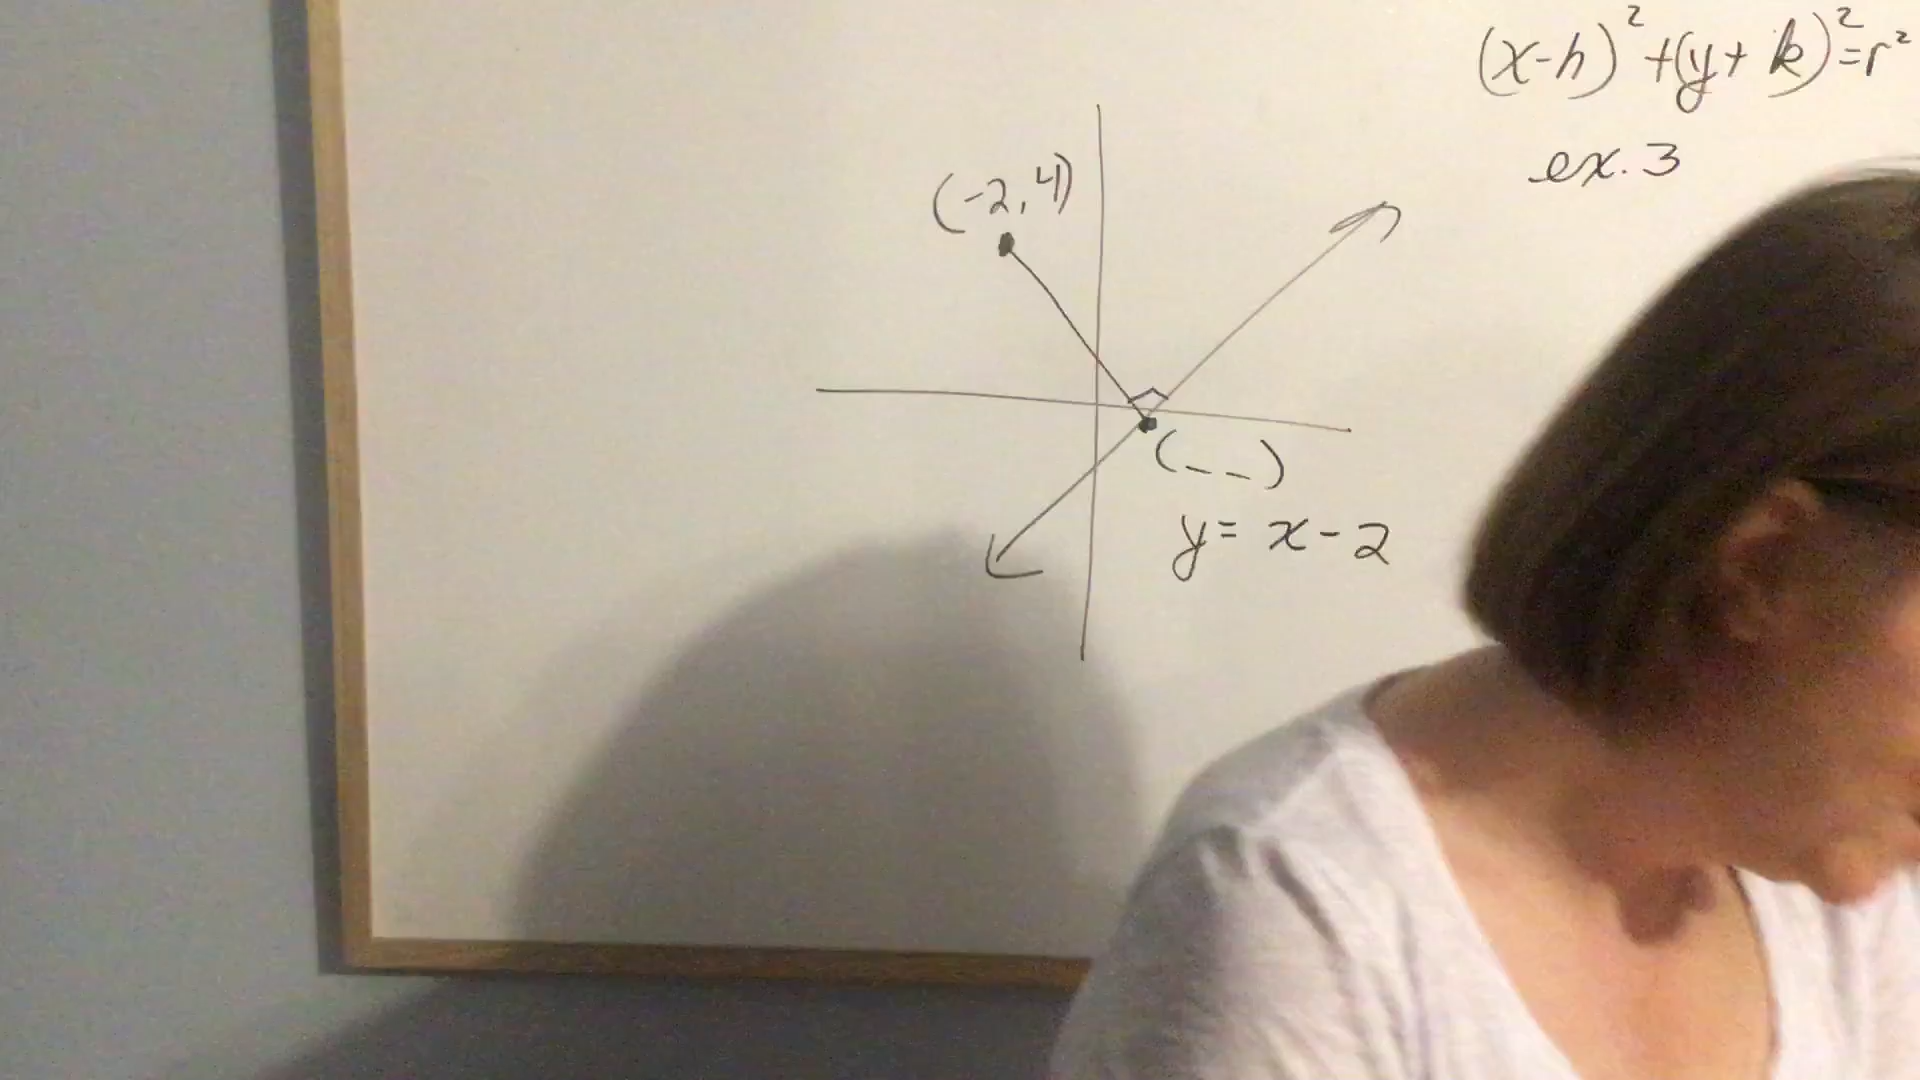 (x-h)²+(y+k)²=r²
ex. 3
(-2,4)
(_ _)
y= x-2